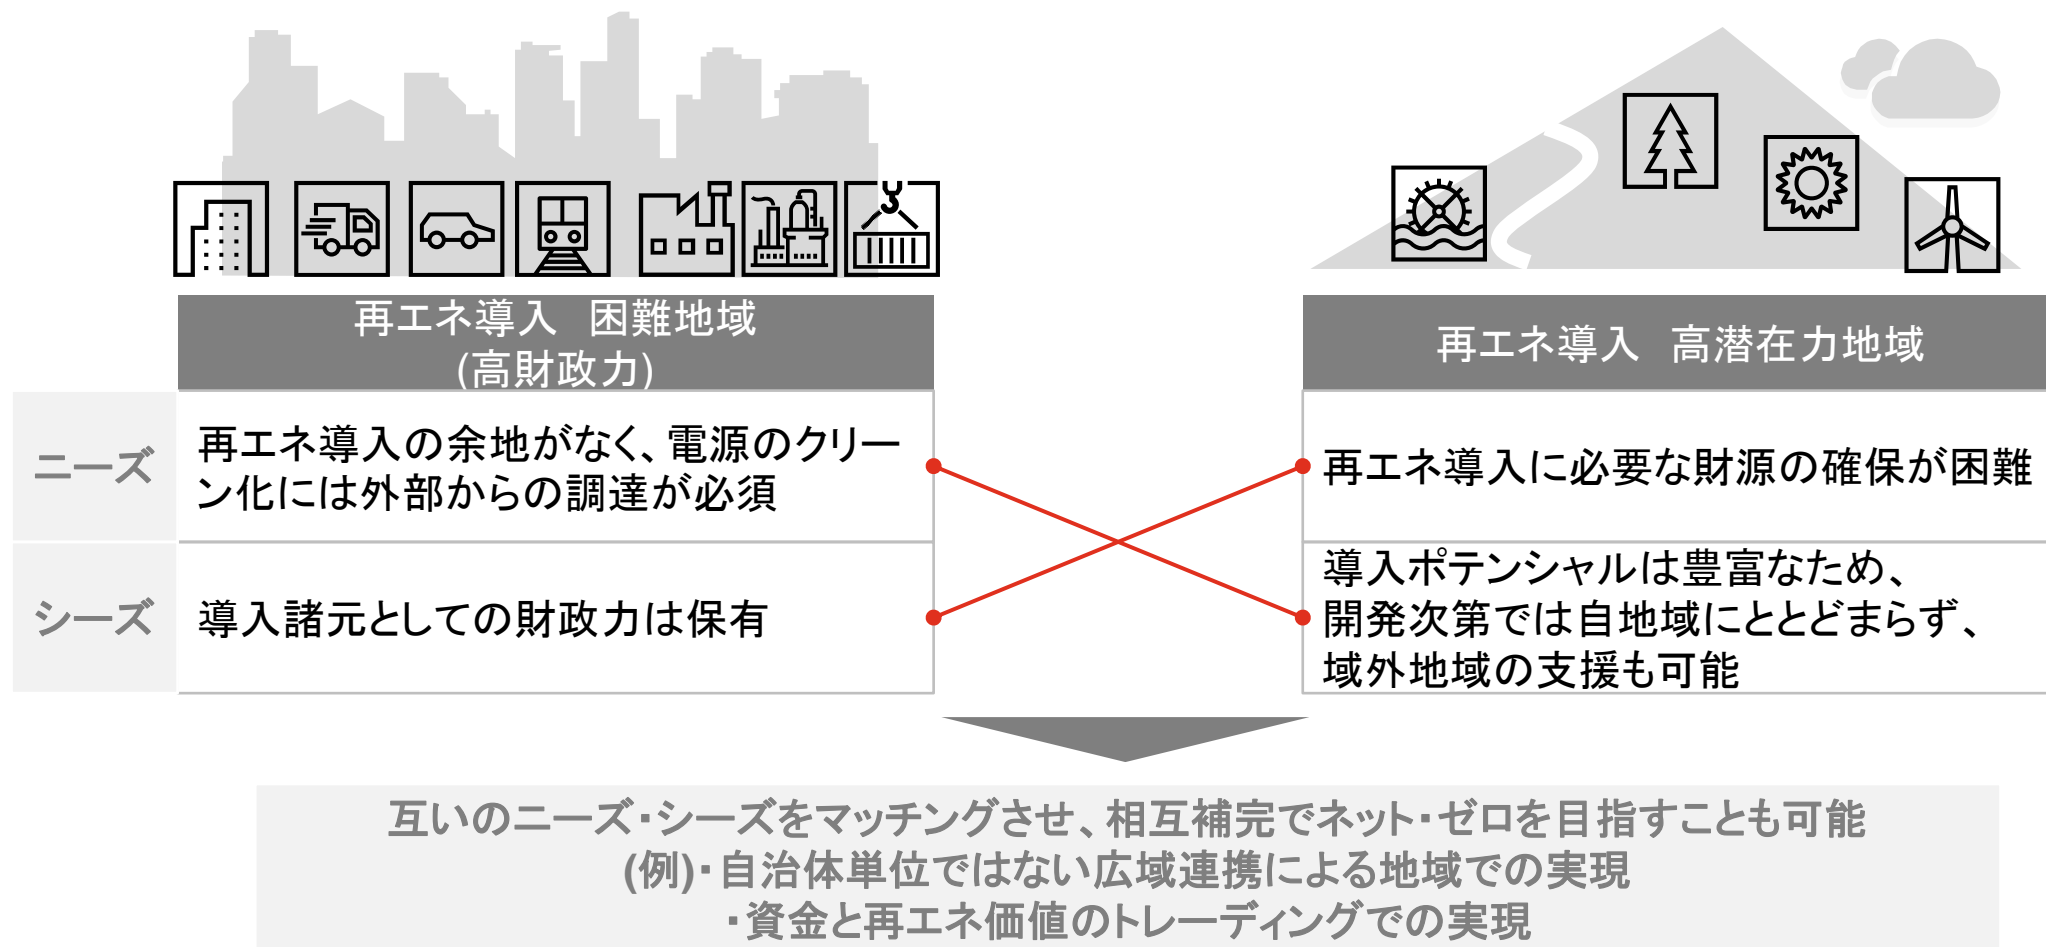 再エネ導入　困難地域
(高財政力)
再エネ導入　高潜在力地域
ニーズ
再エネ導入の余地がなく、電源のクリー
ン化には外部からの調達が必須
再エネ導入に必要な財源の確保が困難
シーズ
導入諸元としての財政力は保有
導入ポテンシャルは豊富なため、
開発次第では自地域にととどまらず、
域外地域の支援も可能
互いのニーズ・シーズをマッチングさせ、相互補完でネット・ゼロを目指すことも可能
(例)・自治体単位ではない広域連携による地域での実現
・資金と再エネ価値のトレーディングでの実現